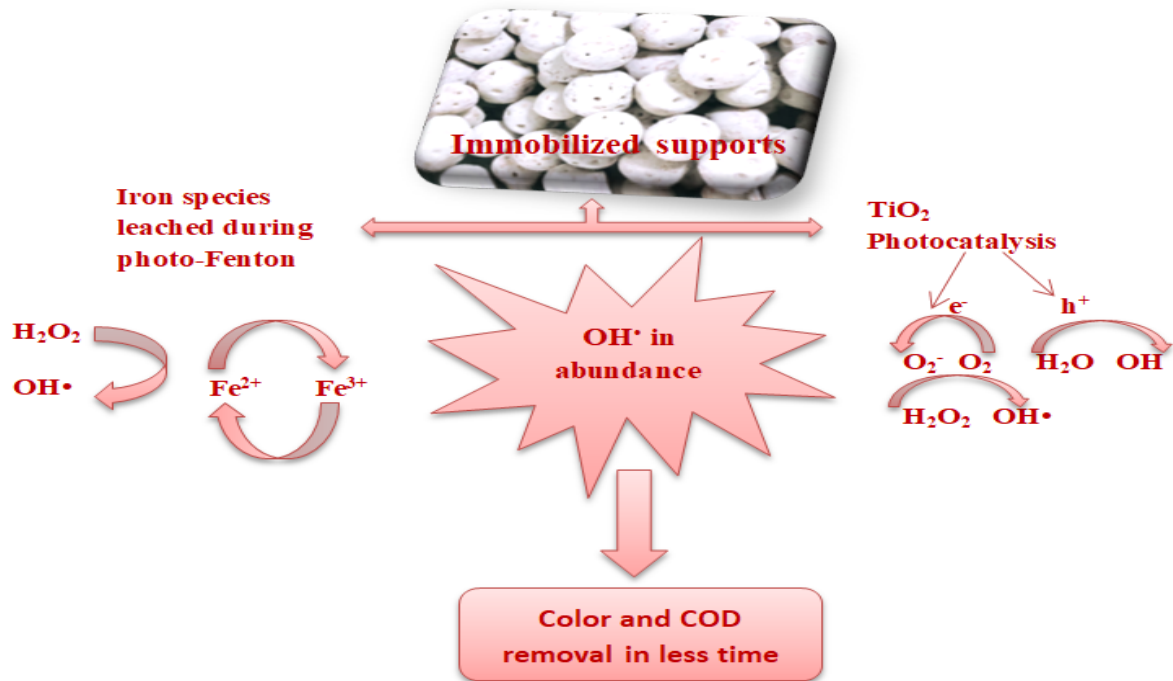 Immobilized supports
Iron species
leached during
photo-Fenton
TiO₂
Photocatalysis
H₂O₂
OH•
Fe²⁺ Fe³⁺
OH• in
abundance
e⁻ h⁺
O₂⁻ O₂ H₂O OH
H₂O₂ OH•
Color and COD
removal in less time